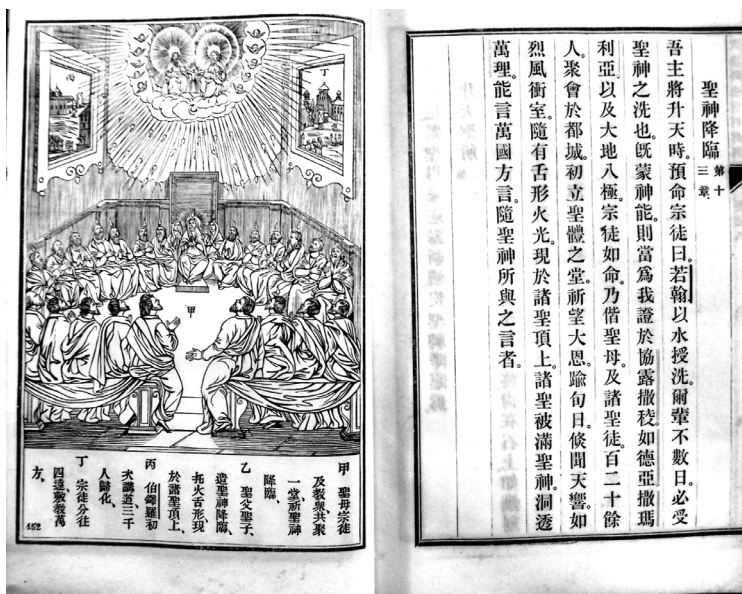 聖神降臨 第十三章
吾主將升天時。預命宗徒曰。若翰以水授洗。爾輩不數日。必受
聖神之洗也。旣蒙神能。則當爲我證於協露撒稜。如德亞撒瑪
利亞。以及大地八極。宗徒如命。乃偕聖母。及諸聖徒。百二十餘
人。聚會於都城。初立聖體之堂。祈望大恩。踰旬日。倐聞天響。如
烈風衝室。隨有舌形火光。現於諸聖頂上。諸聖被滿聖神。洞透
萬理。能言萬國方言。隨聖神所與之言者。
丁
丙
甲
甲 聖母宗徒
及敎衆共聚
一堂祈聖神
降臨、
乙 聖父聖子、
遣聖神降臨、
火舌形現
於諸聖頂上、
丙 伯鐸羅初
次講道三千
人歸化、
丁 宗徒分往
四遠敷敎萬
方。